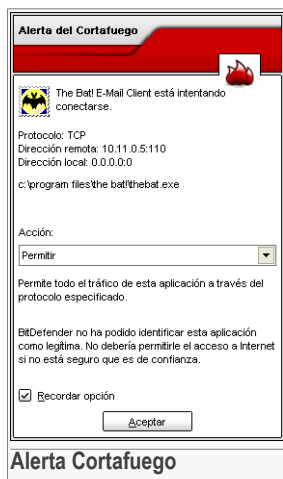 Alerta del Cortafuego
The Bat! E-Mail Client está intentando
conectarse.
Protocolo: TCP
Dirección remota: 10.11.0.5:110
Dirección local: 0.0.0.0:0
c:\program files\the bat!\thebat.exe
Acción:
Permitir
Permite todo el tráfico de esta aplicación a través del
protocolo especificado.
BitDefender no ha podido identificar esta aplicación
como legítima. No debería permitirle el acceso a Internet
si no está seguro que es de confianza.
Recordar opción
Aceptar
Alerta Cortafuego